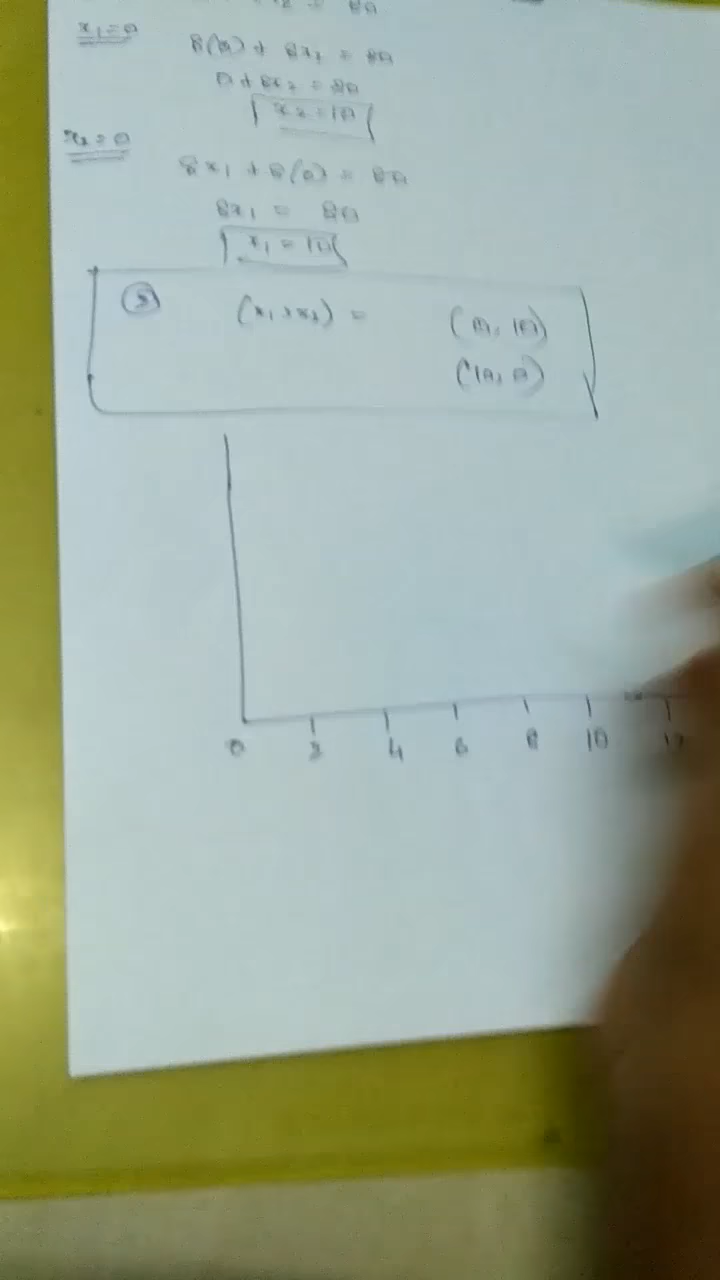 x₁ = 0
8(0) + 8x₂ = 80
0 + 8x₂ = 80
x₂ = 10
x₂ = 0
8x₁ + 8(0) = 80
8x₁ = 80
x₁ = 10
(x₁, x₂) = (0, 10)
(10, 0)
0 2 4 6 8 10 12